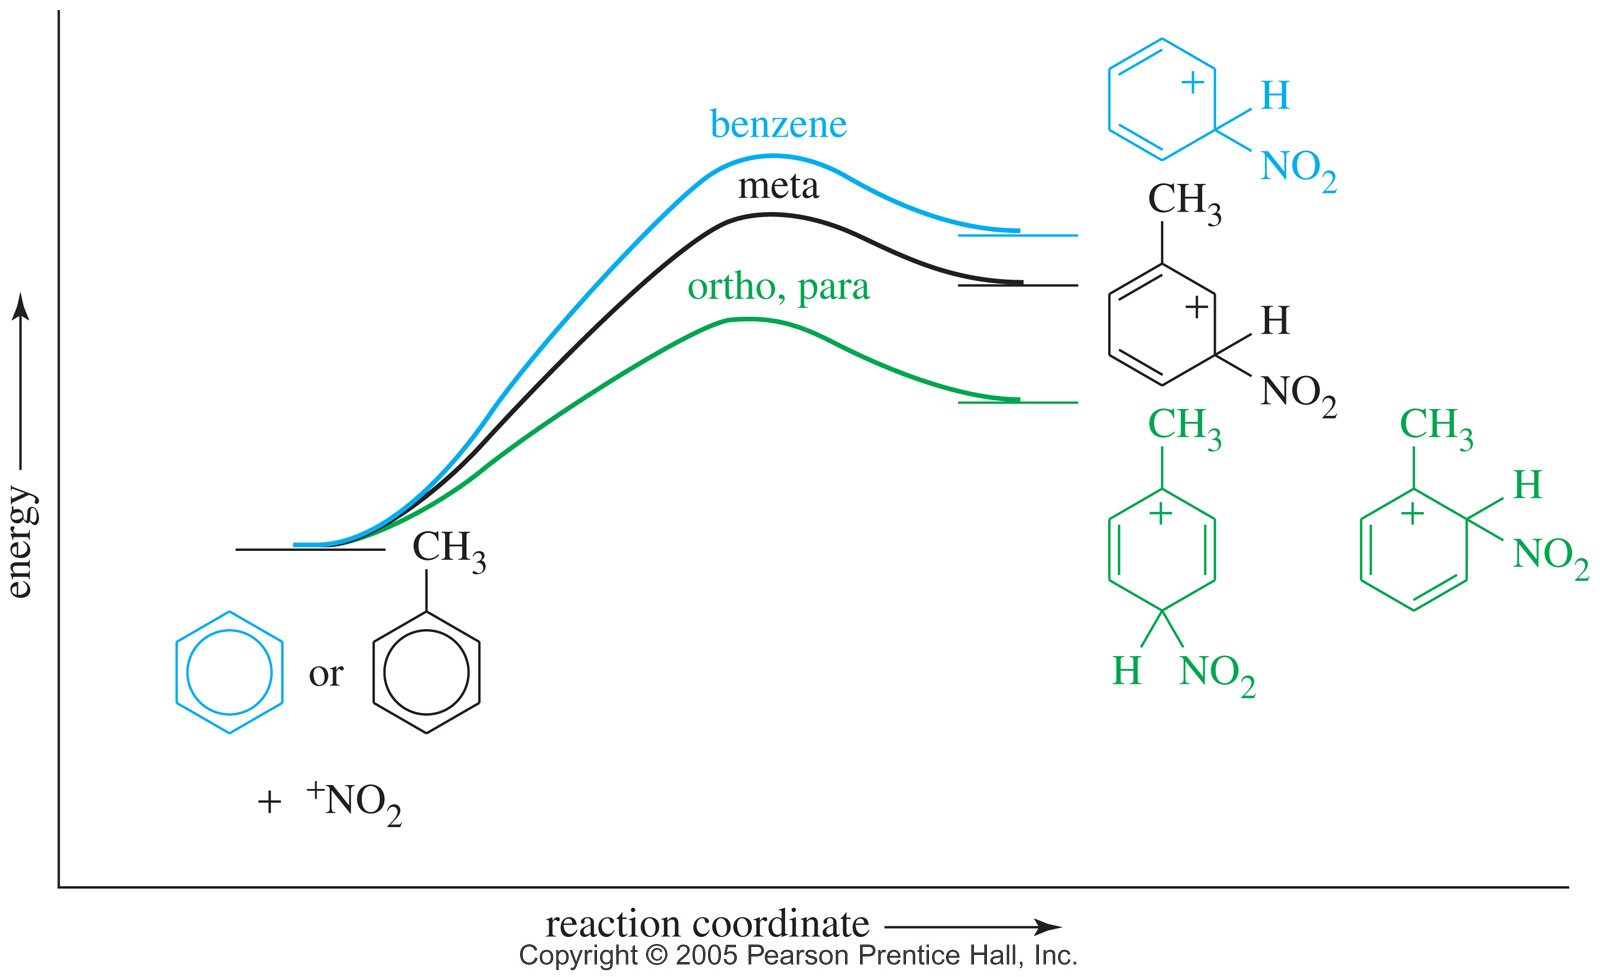 benzene
meta
ortho, para
+
H
NO2
CH3
+
H
NO2
CH3
+
H NO2
CH3
+
H
NO2
energy
CH3
or
+ +NO2
reaction coordinate
Copyright © 2005 Pearson Prentice Hall, Inc.